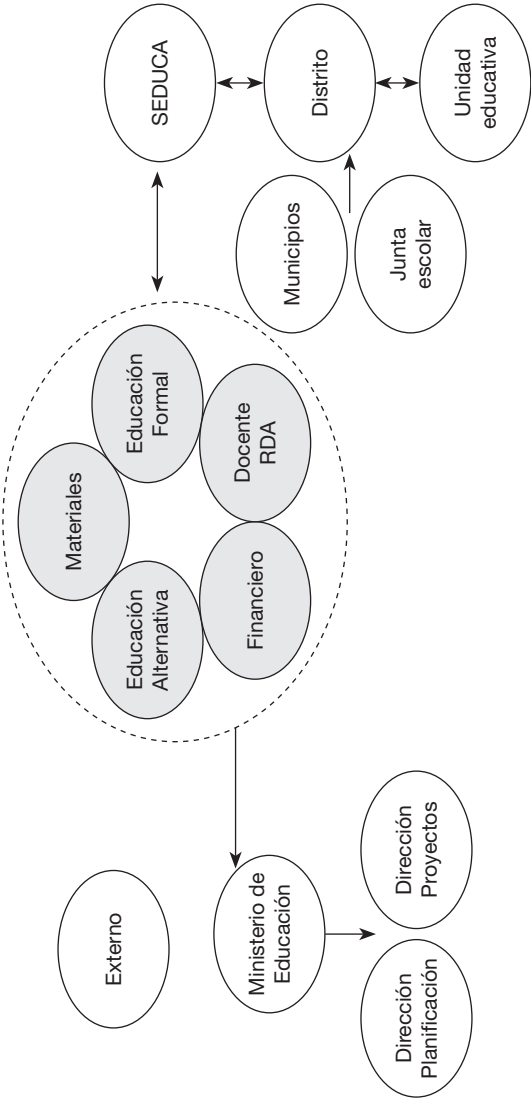 Externo
Ministerio de
Educación
Dirección
Planificación
Dirección
Proyectos
Materiales
Educación
Alternativa
Educación
Formal
Financiero
Docente
RDA
SEDUCA
Municipios
Junta
escolar
Distrito
Unidad
educativa